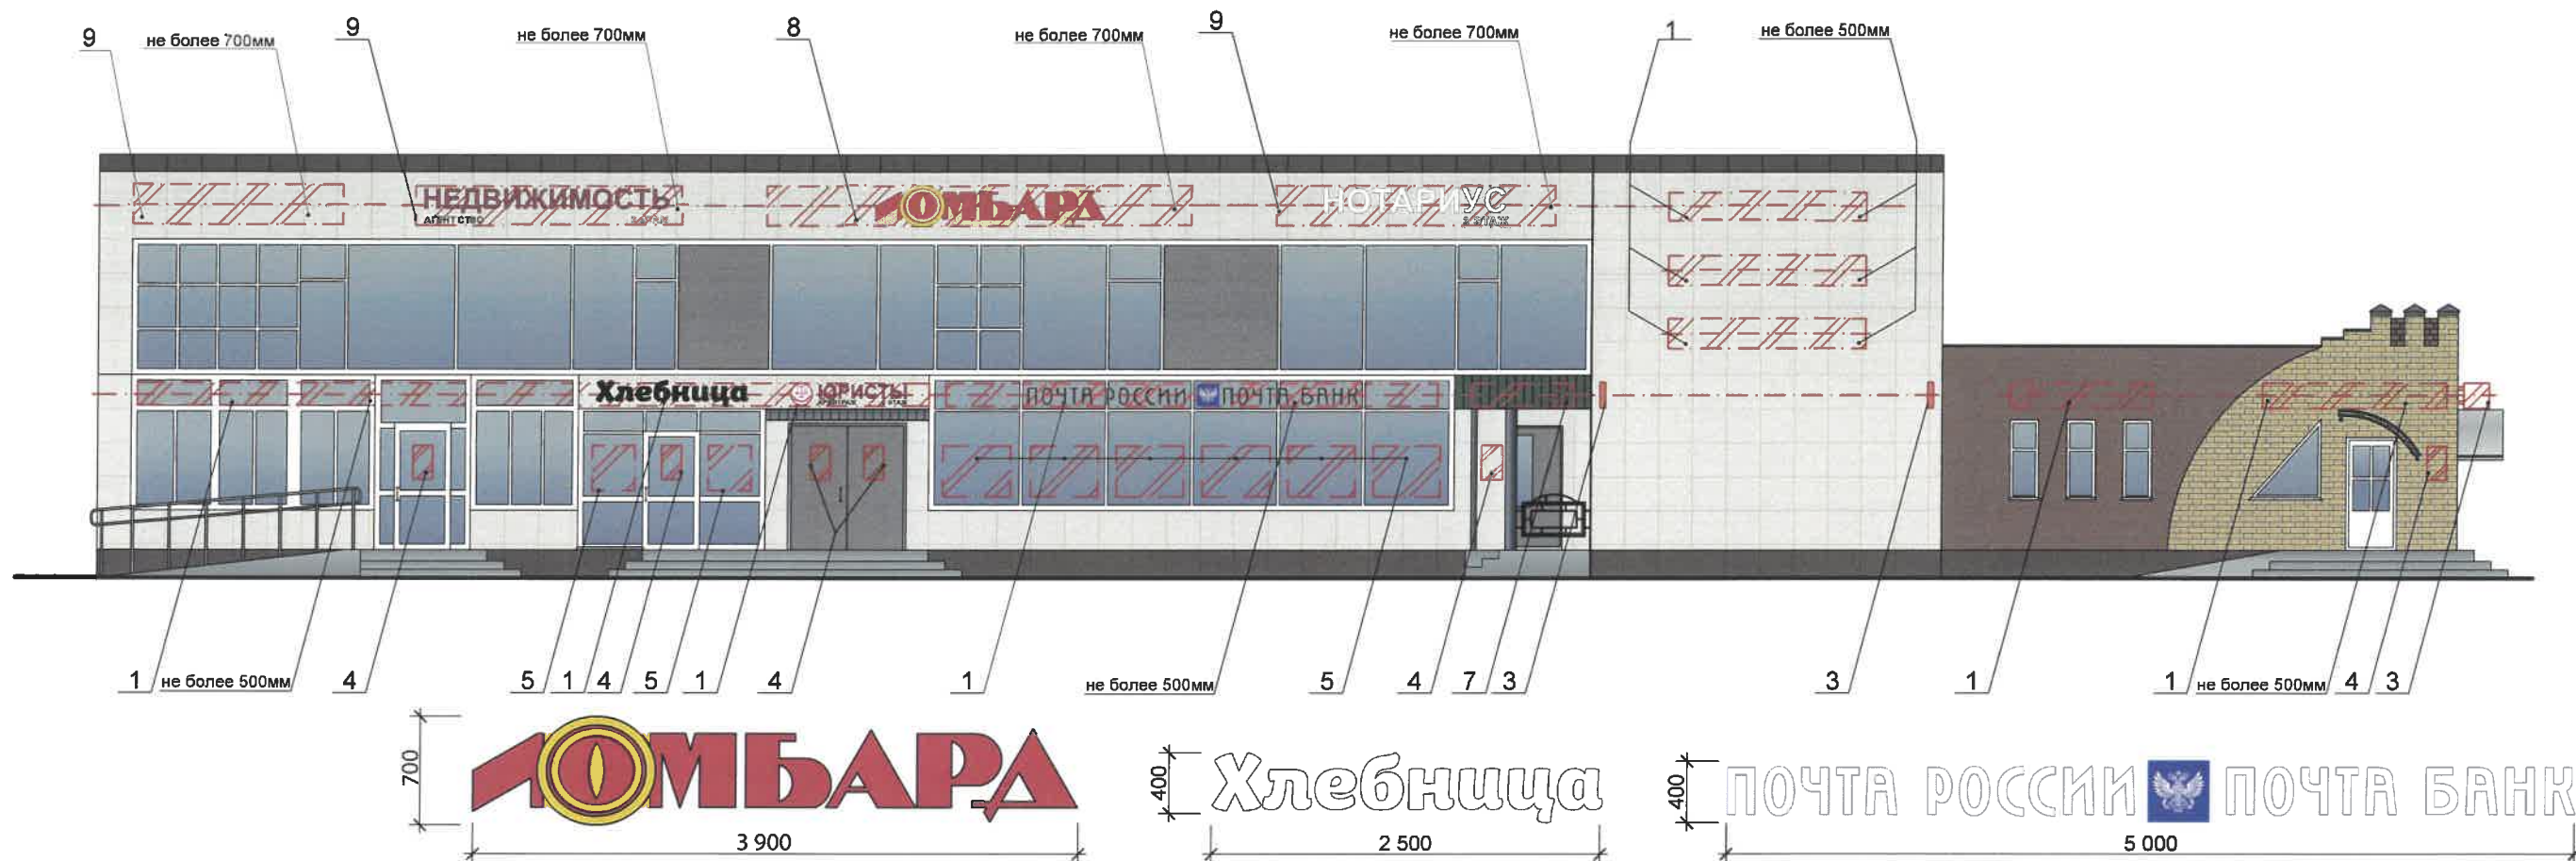 9 не более 700мм 9 не более 700мм 8 не более 700мм 9 не более 700мм 1 не более 500мм
НЕДВИЖИМОСТЬ ЛОМБАРД НОТАРИУС
АГЕНТСТВО 2 ЭТАЖ
Хлебница ЮРИСТЫ ПОЧТА РОССИИ ПОЧТА БАНК
ЭТАЖ
1 не более 500мм 4 5 1 4 5 1 4 1 не более 500мм 5 4 7 3 3 1 1 не более 500мм 4 3
700 ЛОМБАРД 400 Хлебница 400 ПОЧТА РОССИИ ПОЧТА БАНК
3 900 2 500 5 000